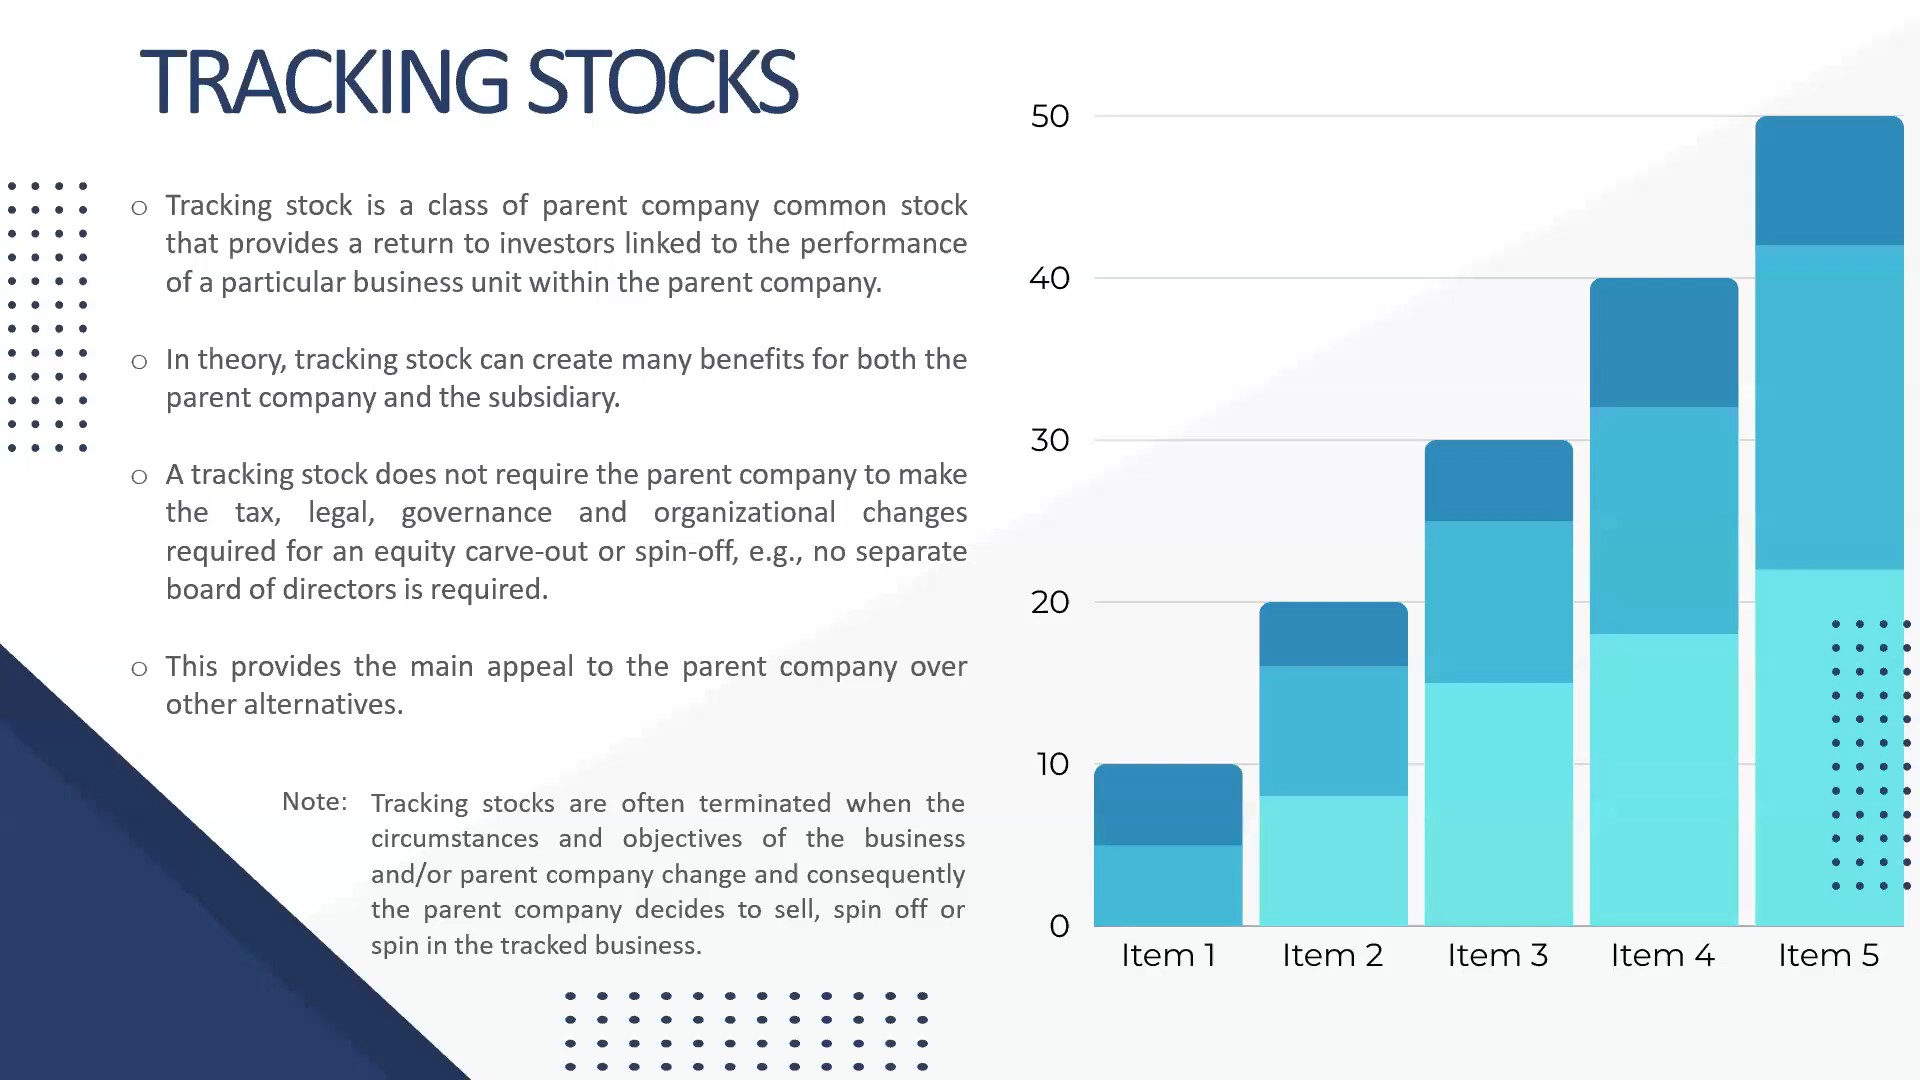 TRACKING STOCKS
o Tracking stock is a class of parent company common stock
that provides a return to investors linked to the performance
of a particular business unit within the parent company.
o In theory, tracking stock can create many benefits for both the
parent company and the subsidiary.
o A tracking stock does not require the parent company to make
the tax, legal, governance and organizational changes
required for an equity carve-out or spin-off, e.g., no separate
board of directors is required.
o This provides the main appeal to the parent company over
other alternatives.
Note: Tracking stocks are often terminated when the
circumstances and objectives of the business
and/or parent company change and consequently
the parent company decides to sell, spin off or
spin in the tracked business.
50
40
30
20
10
0
Item 1 Item 2 Item 3 Item 4 Item 5